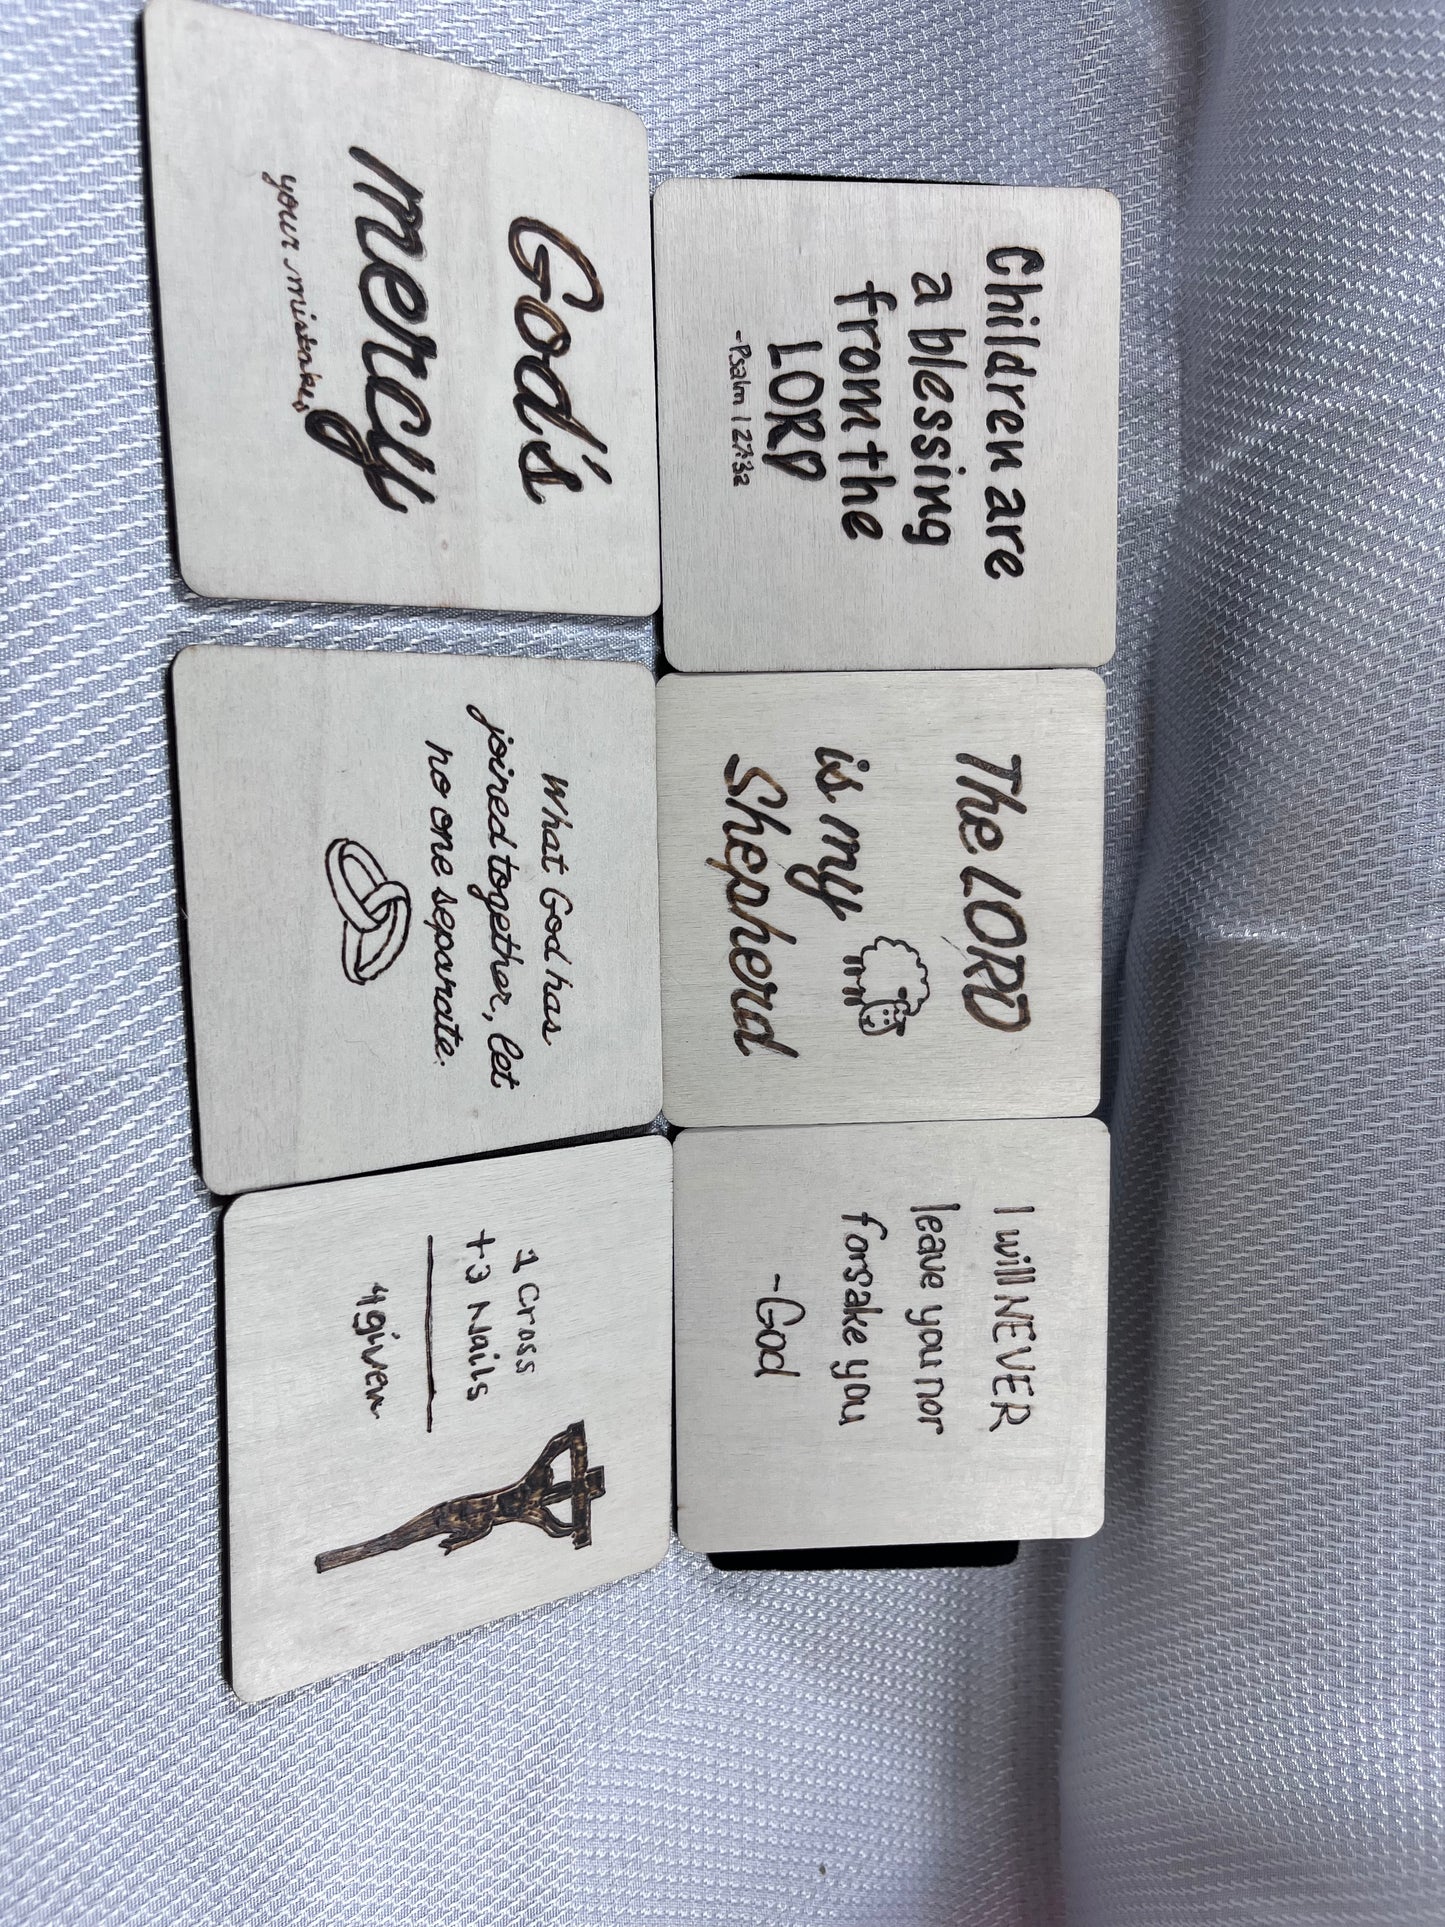 Children are
a blessing
from the
LORD
-Psalm 127:3a
The LORD
is my
Shepherd
I will NEVER
leave you nor
forsake you
-God
God's
mercy
your mistakes
What God has
joined together, let
no one separate.
1 Cross
+3 Nails
4given